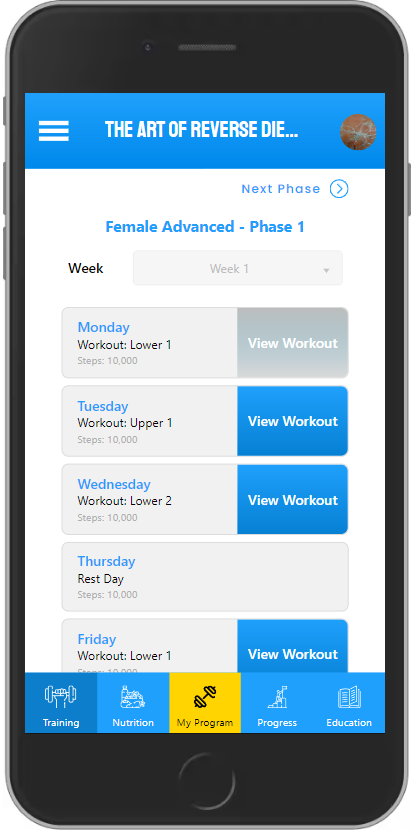 THE ART OF REVERSE DIE...
Next Phase
Female Advanced - Phase 1
Week
Week 1
Monday
Workout: Lower 1
Steps: 10,000
View Workout
Tuesday
Workout: Upper 1
Steps: 10,000
View Workout
Wednesday
Workout: Lower 2
Steps: 10,000
View Workout
Thursday
Rest Day
Steps: 10,000
Friday
Workout: Lower 1
Steps: 10,000
View Workout
Training
Nutrition
My Program
Progress
Education